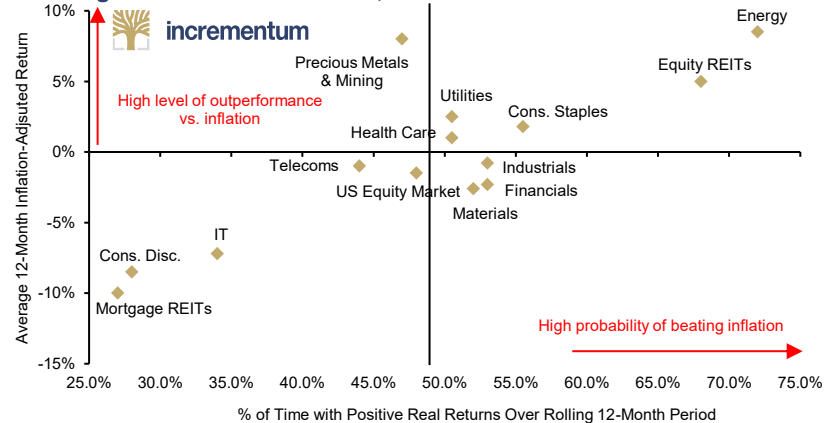 10%
5%
0%
-5%
-10%
-15%
Average 12-Month Inflation-Adjsuted Return
incrementum
High level of outperformance
vs. inflation
Precious Metals
& Mining
Energy
Equity REITs
Utilities
Cons. Staples
Health Care
Telecoms
Industrials
US Equity Market
Financials
Materials
IT
Cons. Disc.
Mortgage REITs
High probability of beating inflation
25.0% 30.0% 35.0% 40.0% 45.0% 50.0% 55.0% 60.0% 65.0% 70.0% 75.0%
% of Time with Positive Real Returns Over Rolling 12-Month Period